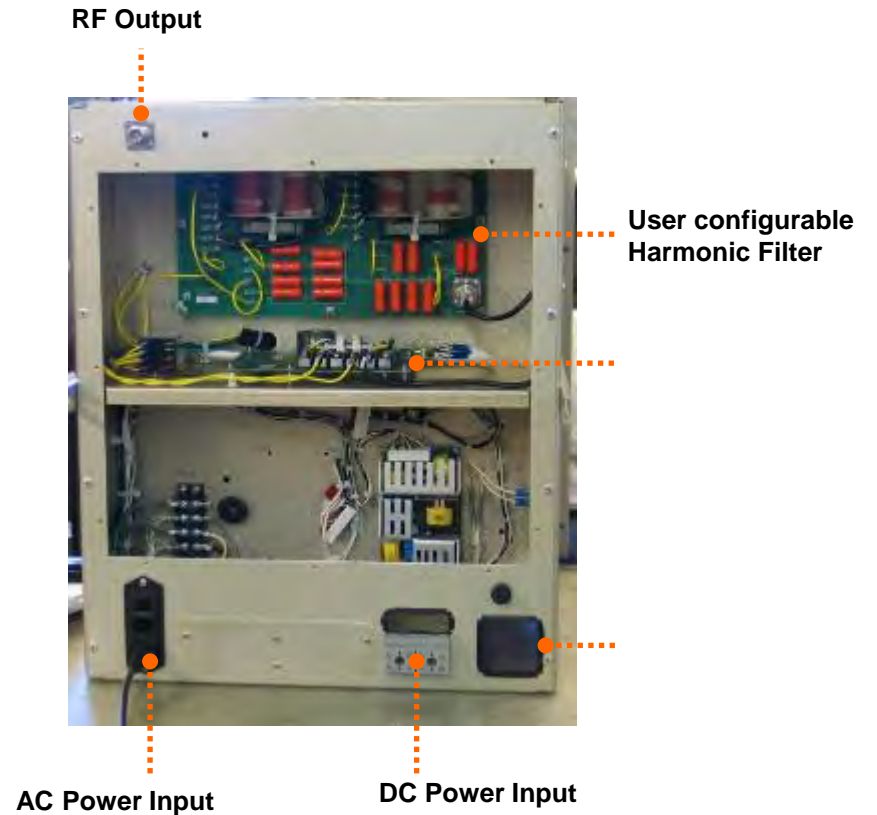 RF Output
User configurable
Harmonic Filter
AC Power Input
DC Power Input